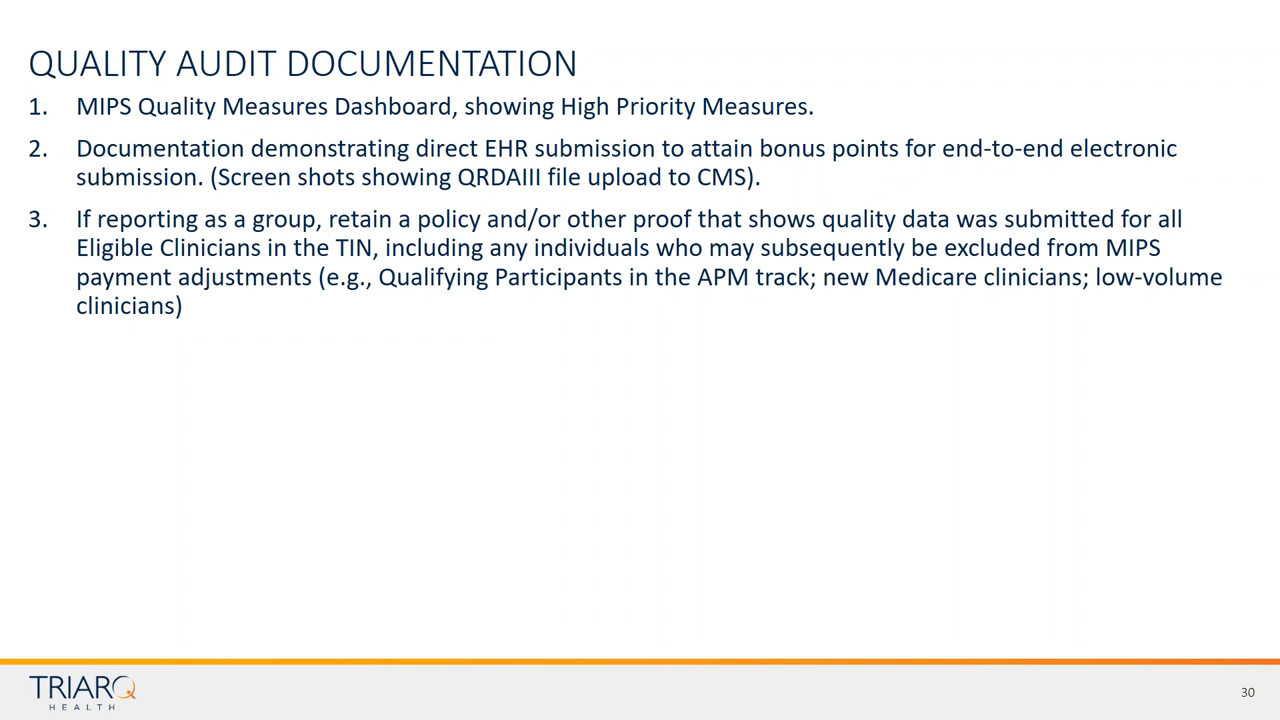 QUALITY AUDIT DOCUMENTATION
1. MIPS Quality Measures Dashboard, showing High Priority Measures.
2. Documentation demonstrating direct EHR submission to attain bonus points for end-to-end electronic
submission. (Screen shots showing QRDAIII file upload to CMS).
3. If reporting as a group, retain a policy and/or other proof that shows quality data was submitted for all
Eligible Clinicians in the TIN, including any individuals who may subsequently be excluded from MIPS
payment adjustments (e.g., Qualifying Participants in the APM track; new Medicare clinicians; low-volume
clinicians)
TRIARQ
HEALTH
30